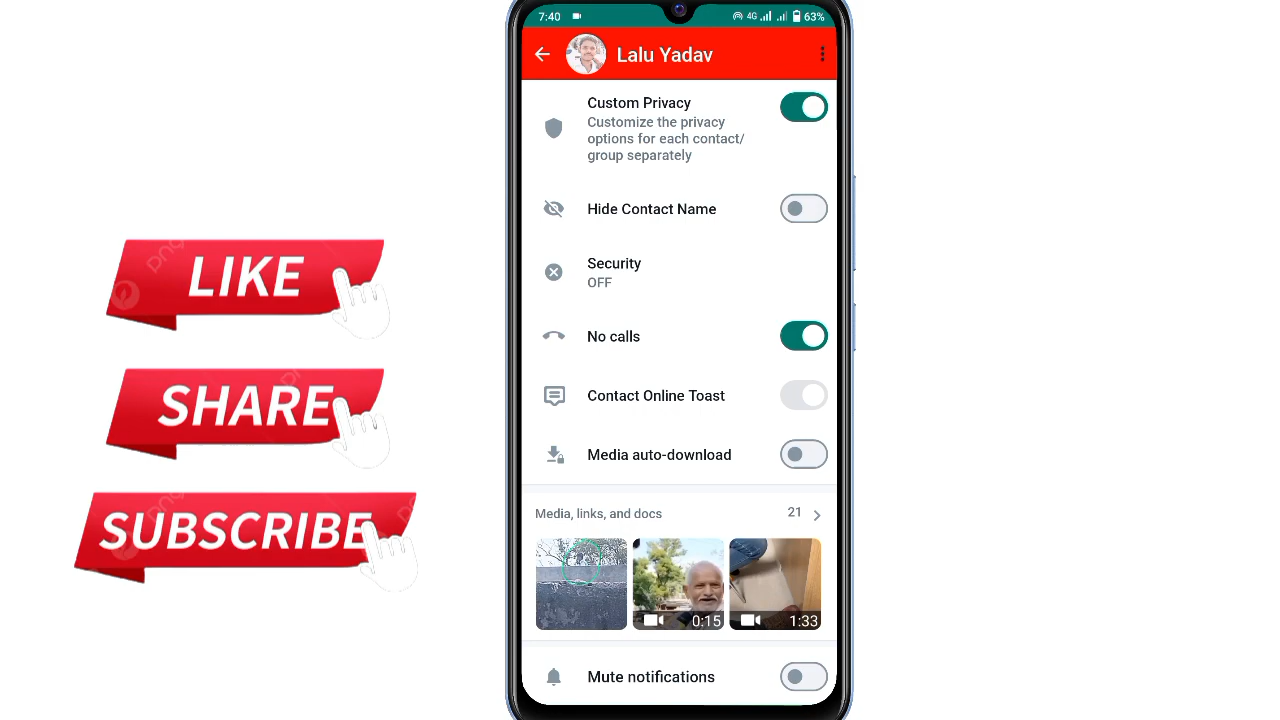 7:40
4G
63%
Lalu Yadav
Custom Privacy
Customize the privacy
options for each contact/
group separately
Hide Contact Name
Security
OFF
No calls
Contact Online Toast
Media auto-download
Media, links, and docs
21
0:15
1:33
Mute notifications
LIKE
SHARE
SUBSCRIBE